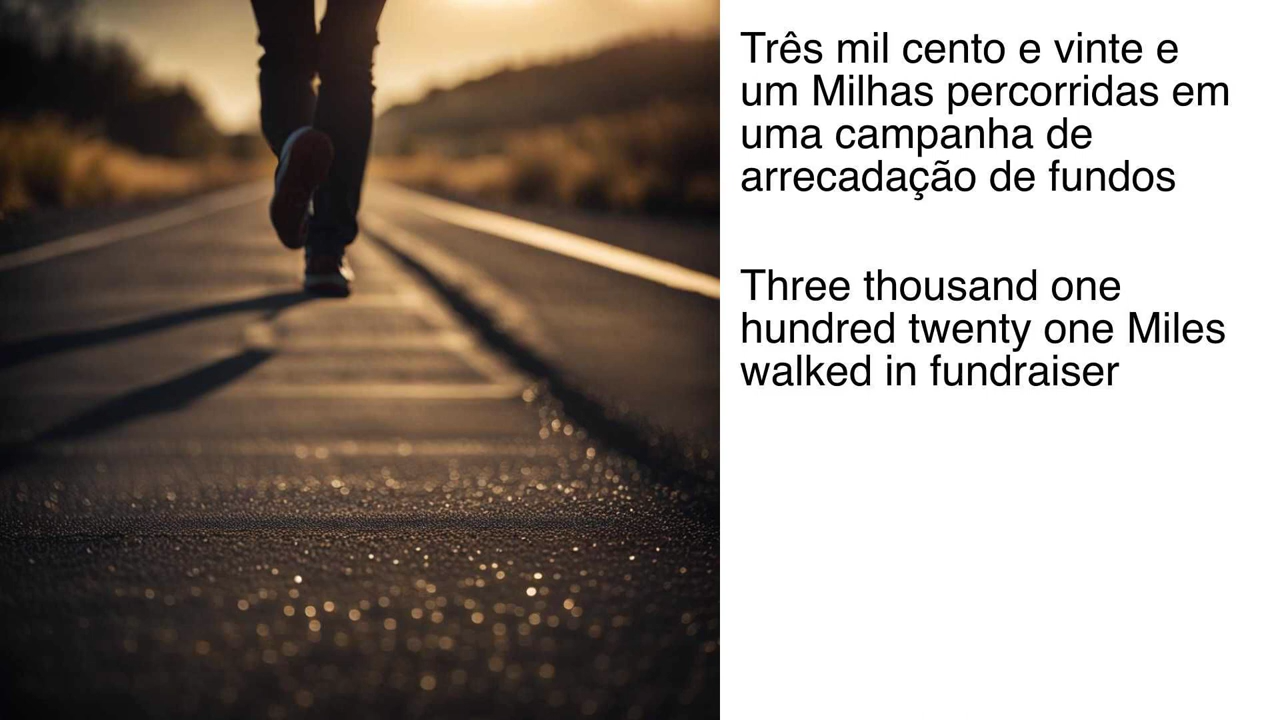 Três mil cento e vinte e
um Milhas percorridas em
uma campanha de
arrecadação de fundos
Three thousand one
hundred twenty one Miles
walked in fundraiser